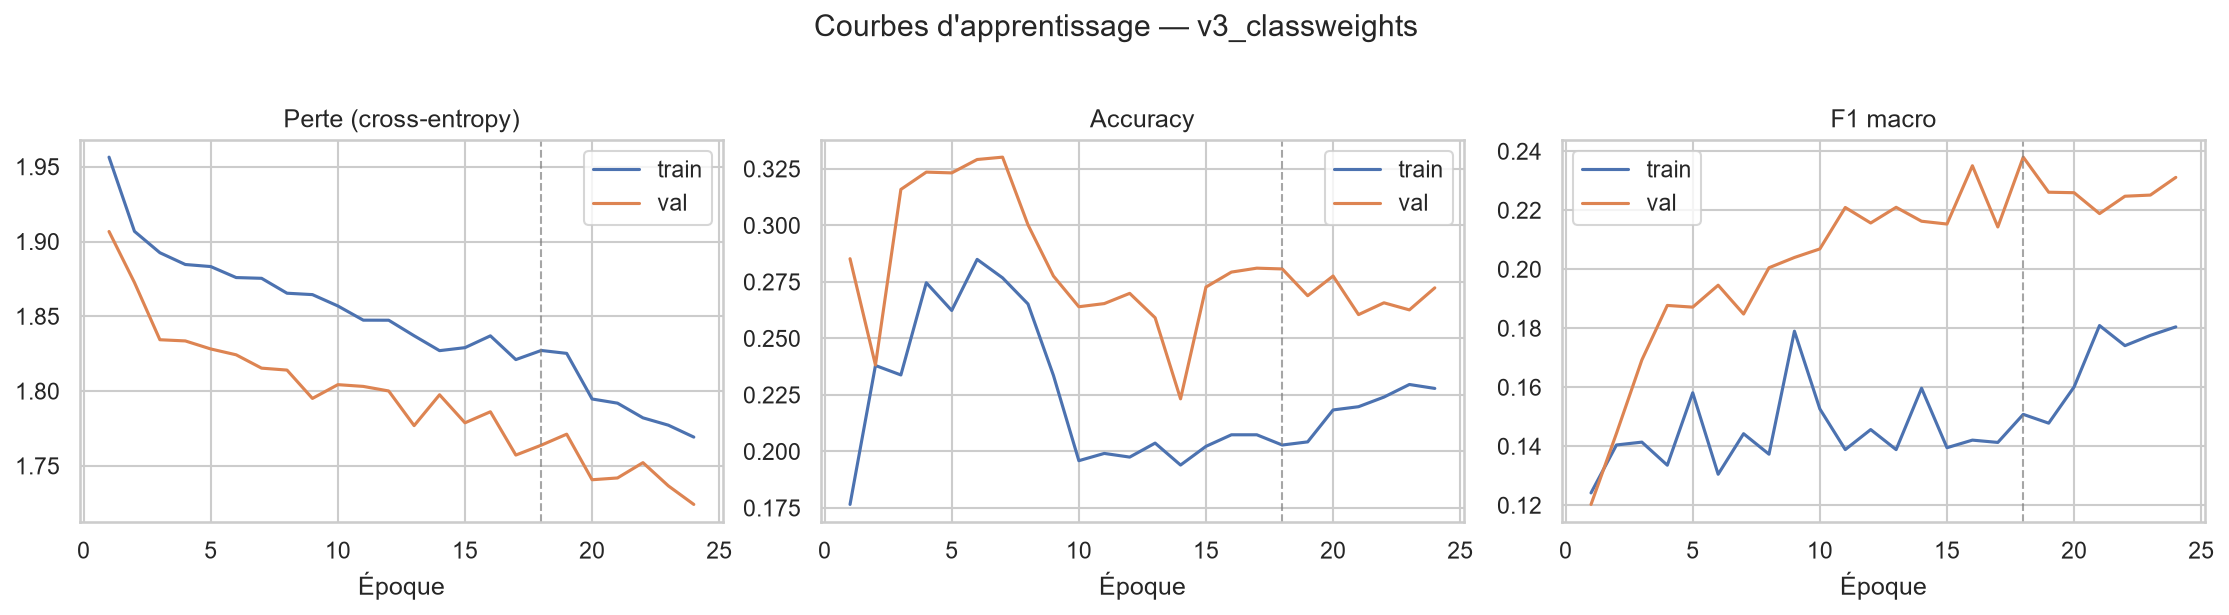 Courbes d'apprentissage — v3_classweights
Perte (cross-entropy)
1.95
1.90
1.85
1.80
1.75
train
val
0
5
10
15
20
25
Époque
Accuracy
0.325
0.300
0.275
0.250
0.225
0.200
0.175
train
val
0
5
10
15
20
25
Époque
F1 macro
0.24
0.22
0.20
0.18
0.16
0.14
0.12
train
val
0
5
10
15
20
25
Époque